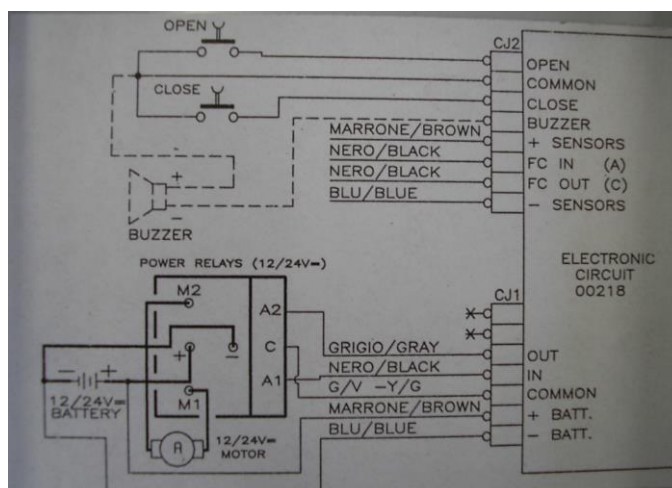 OPEN
CJ2
OPEN
COMMON
CLOSE
CLOSE
BUZZER
MARRONE/BROWN
+ SENSORS
NERO/BLACK
FC IN (A)
NERO/BLACK
FC OUT (C)
BLU/BLUE
- SENSORS
-
+
-
BUZZER
POWER RELAYS (12/24V=)
ELECTRONIC
CIRCUIT
00218
M2
CJ1
A2
GRIGIO/GRAY
OUT
C
+
-
NERO/BLACK
IN
A1
G/V -Y/G
COMMON
- +
12/24V=
BATTERY
M1
MARRONE/BROWN
+ BATT.
12/24V=
MOTOR
BLU/BLUE
- BATT.